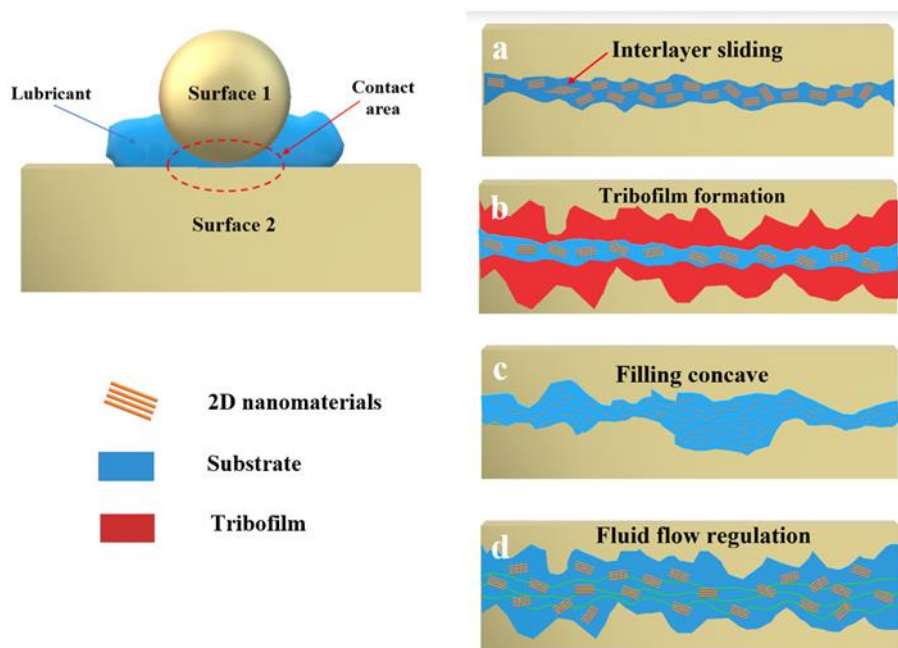 Lubricant
Surface 1
Contact
area
Surface 2
2D nanomaterials
Substrate
Tribofilm
a
Interlayer sliding
b
Tribofilm formation
c
Filling concave
d
Fluid flow regulation